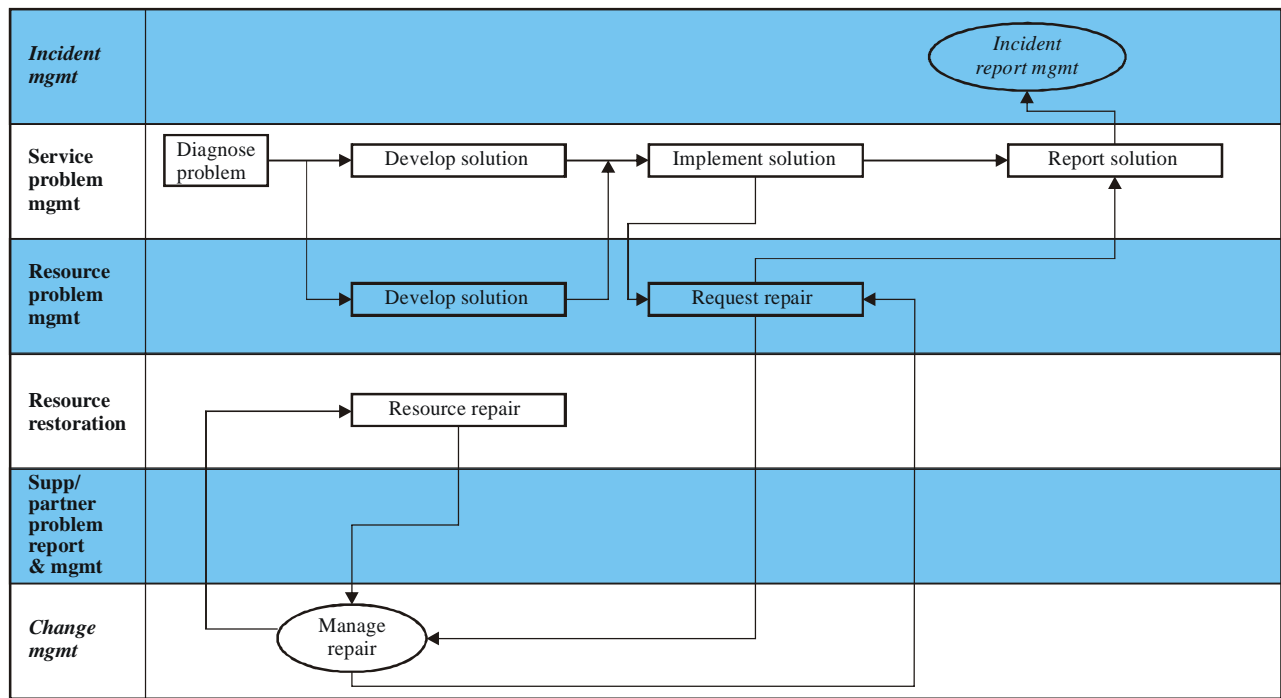 Incident
mgmt
Incident
report mgmt
Service
problem
mgmt
Diagnose
problem
Develop solution
Implement solution
Report solution
Resource
problem
mgmt
Develop solution
Request repair
Resource
restoration
Resource repair
Supp/
partner
problem
report
& mgmt
Change
mgmt
Manage
repair